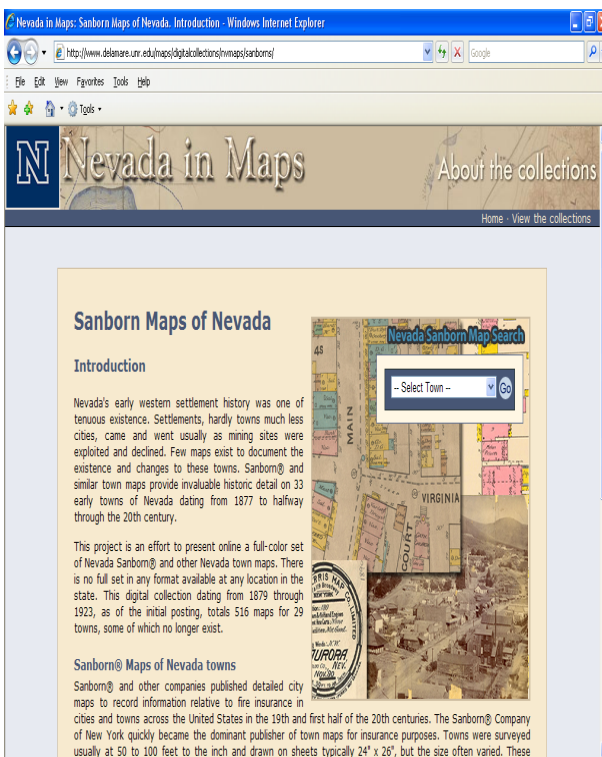 Nevada in Maps: Sanborn Maps of Nevada. Introduction - Windows Internet Explorer
http://www.delamare.unr.edu/maps/digitalcollections/nvmaps/sanborns/
Google
File Edit View Favorites Tools Help
Tools
N Nevada in Maps
About the collections
Home - View the collections
Sanborn Maps of Nevada
Nevada Sanborn Map Search
-- Select Town --
Go
4S
MAIN
VIRGINIA
COURT
RRIS MAP CO
LIMITED
NEW YORK
AURORA
NEV.
NOV. 90
Introduction
Nevada's early western settlement history was one of
tenuous existence. Settlements, hardly towns much less
cities, came and went usually as mining sites were
exploited and declined. Few maps exist to document the
existence and changes to these towns. Sanborn® and
similar town maps provide invaluable historic detail on 33
early towns of Nevada dating from 1877 to halfway
through the 20th century.
This project is an effort to present online a full-color set
of Nevada Sanborn® and other Nevada town maps. There
is no full set in any format available at any location in the
state. This digital collection dating from 1879 through
1923, as of the initial posting, totals 516 maps for 29
towns, some of which no longer exist.
Sanborn® Maps of Nevada towns
Sanborn® and other companies published detailed city
maps to record information relative to fire insurance in
cities and towns across the United States in the 19th and first half of the 20th centuries. The Sanborn® Company
of New York quickly became the dominant publisher of town maps for insurance purposes. Towns were surveyed
usually at 50 to 100 feet to the inch and drawn on sheets typically 24" x 26", but the size often varied. These